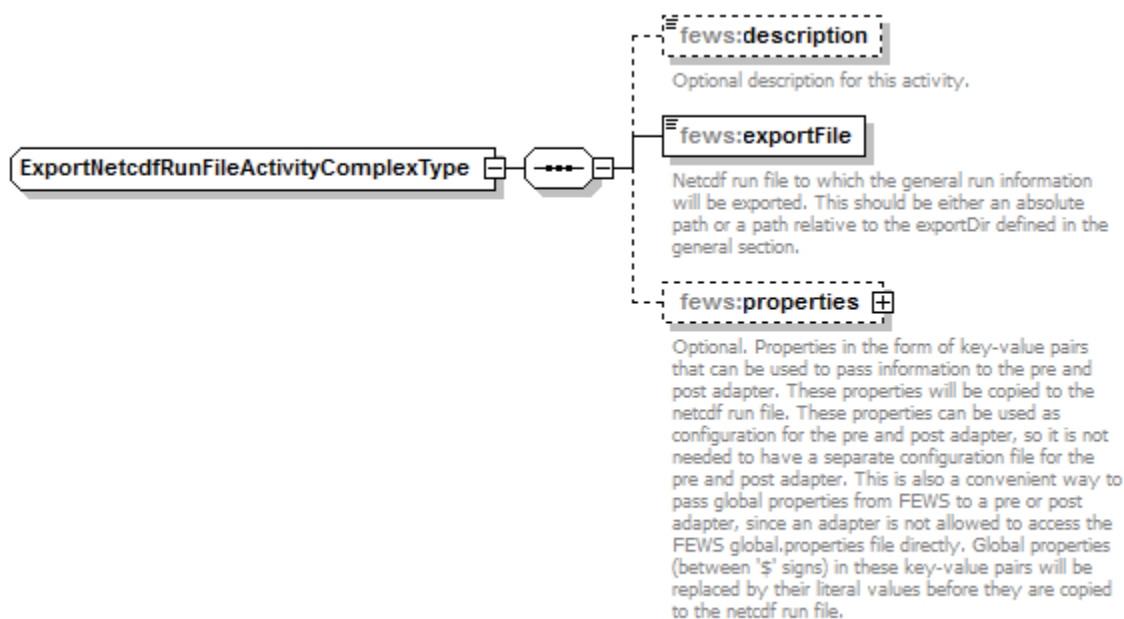 fews:description
Optional description for this activity.
fews:exportFile
ExportNetcdfRunFileActivityComplexType
Netcdf run file to which the general run information
will be exported. This should be either an absolute
path or a path relative to the exportDir defined in the
general section.
fews:properties
Optional. Properties in the form of key-value pairs
that can be used to pass information to the pre and
post adapter. These properties will be copied to the
netcdf run file. These properties can be used as
configuration for the pre and post adapter, so it is not
needed to have a separate configuration file for the
pre and post adapter. This is also a convenient way to
pass global properties from FEWS to a pre or post
adapter, since an adapter is not allowed to access the
FEWS global.properties file directly. Global properties
(between '$' signs) in these key-value pairs will be
replaced by their literal values before they are copied
to the netcdf run file.